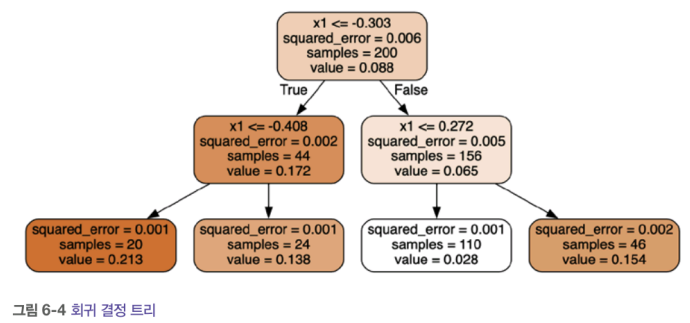 x1 <= -0.303
squared_error = 0.006
samples = 200
value = 0.088
True
False
x1 <= -0.408
squared_error = 0.002
samples = 44
value = 0.172
x1 <= 0.272
squared_error = 0.005
samples = 156
value = 0.065
squared_error = 0.001
samples = 20
value = 0.213
squared_error = 0.001
samples = 24
value = 0.138
squared_error = 0.001
samples = 110
value = 0.028
squared_error = 0.002
samples = 46
value = 0.154
그림 6-4 회귀 결정 트리